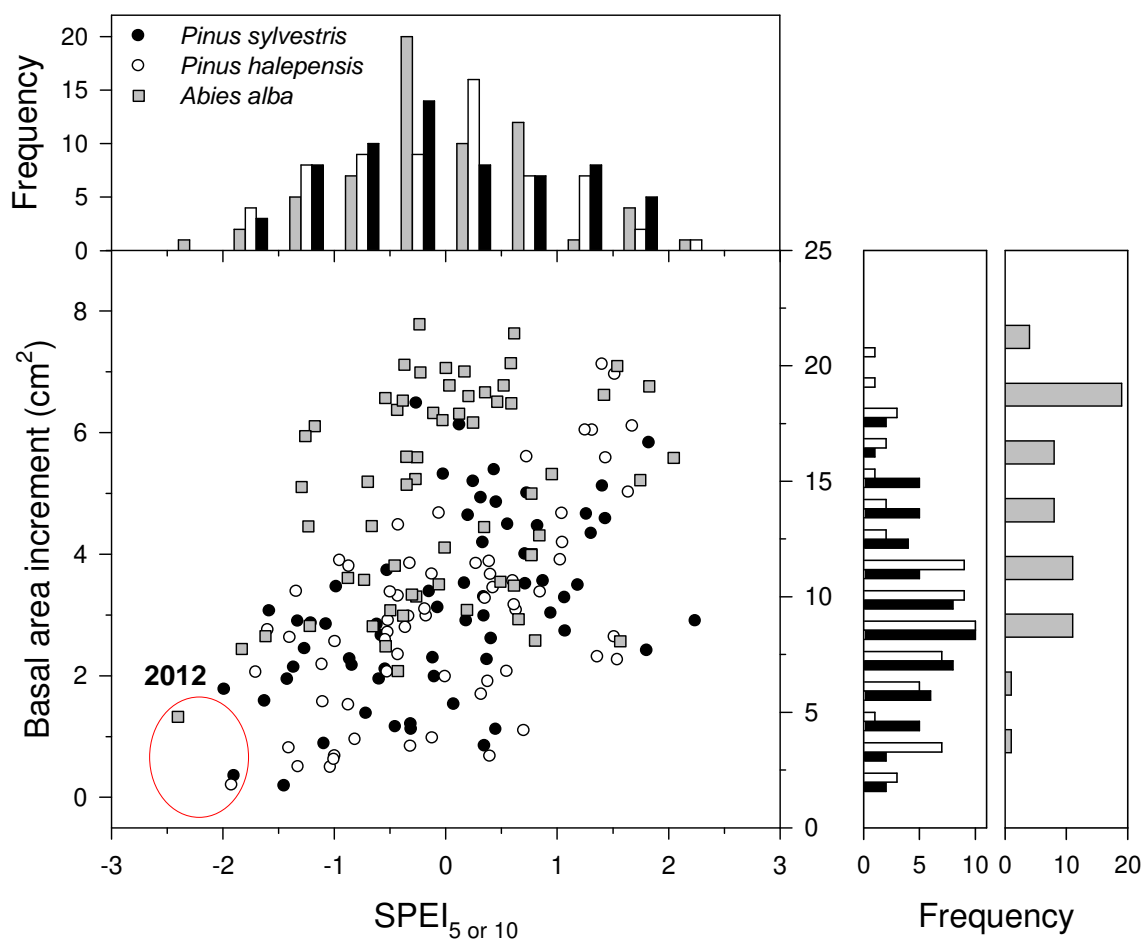 20
15
10
5
0
Frequency
Pinus sylvestris
Pinus halepensis
Abies alba
8
6
4
2
0
Basal area increment (cm²)
2012
25
20
15
10
5
0
-3 -2 -1 0 1 2 3
SPEI5 or 10
0 5 10
0 10 20
Frequency